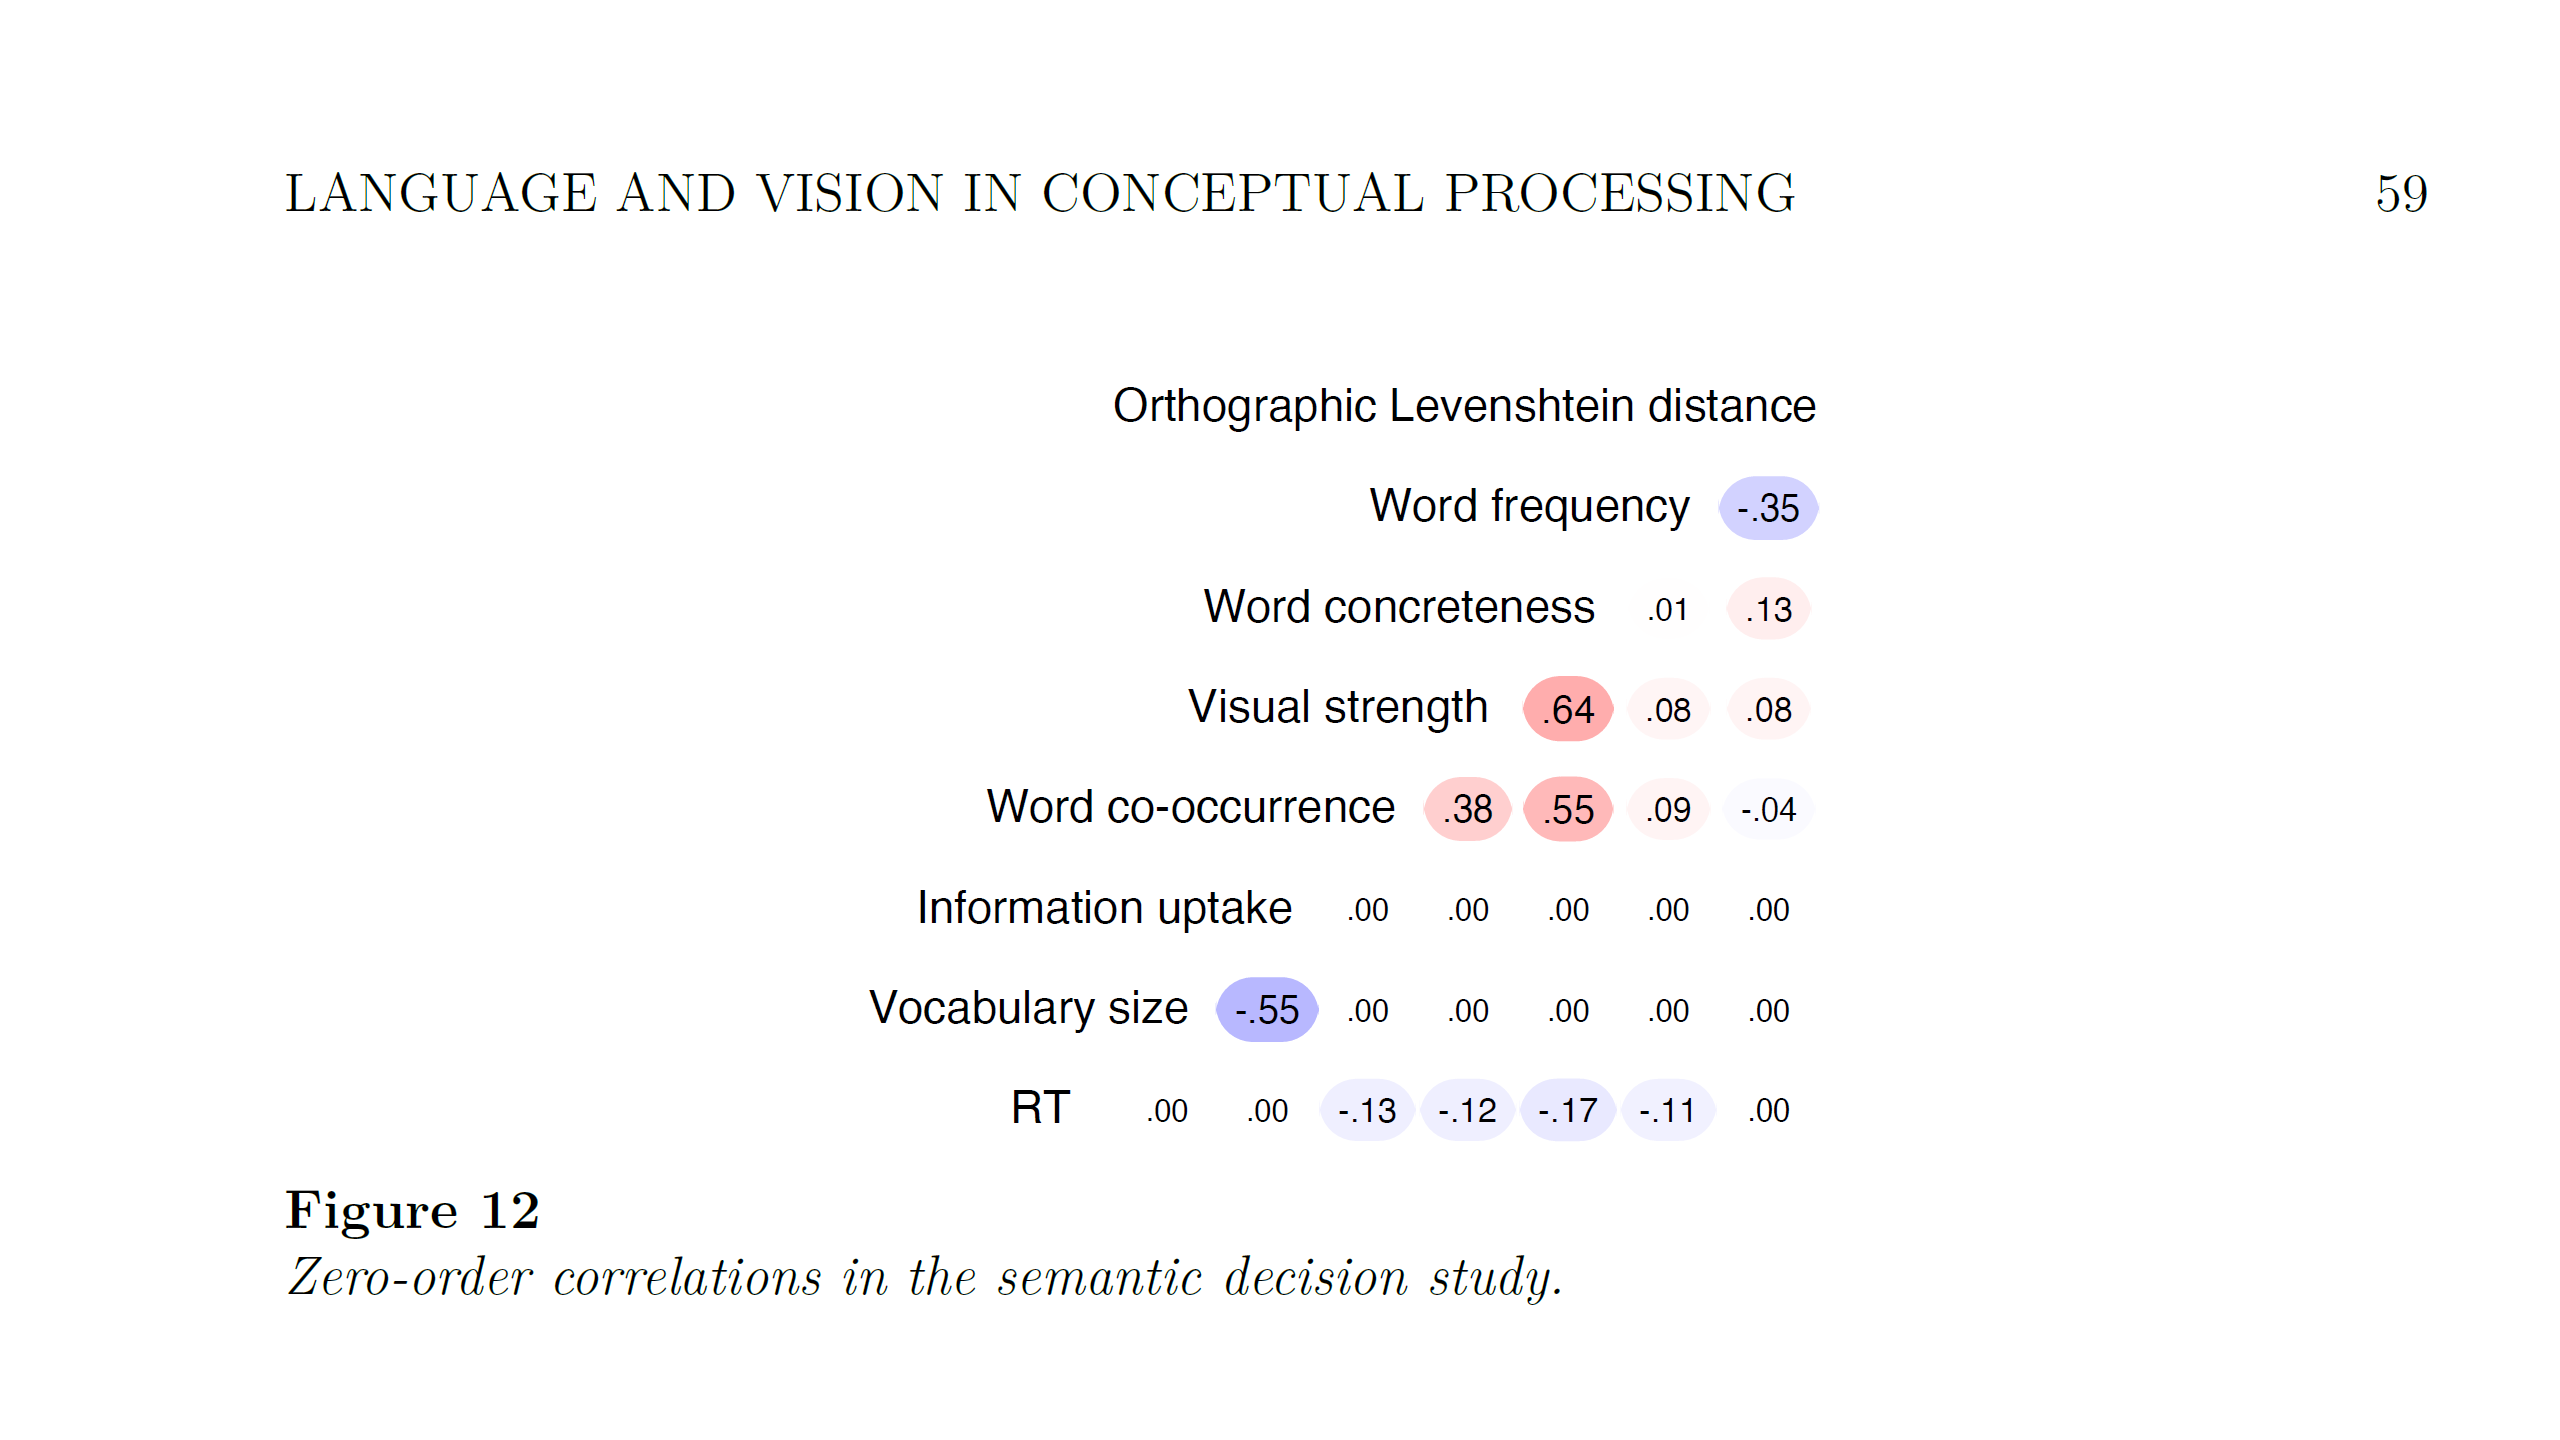 LANGUAGE AND VISION IN CONCEPTUAL PROCESSING 59
Orthographic Levenshtein distance
Word frequency -.35
Word concreteness .01 .13
Visual strength .64 .08 .08
Word co-occurrence .38 .55 .09 -.04
Information uptake .00 .00 .00 .00 .00
Vocabulary size -.55 .00 .00 .00 .00 .00
RT .00 .00 -.13 -.12 -.17 -.11 .00
Figure 12
Zero-order correlations in the semantic decision study.